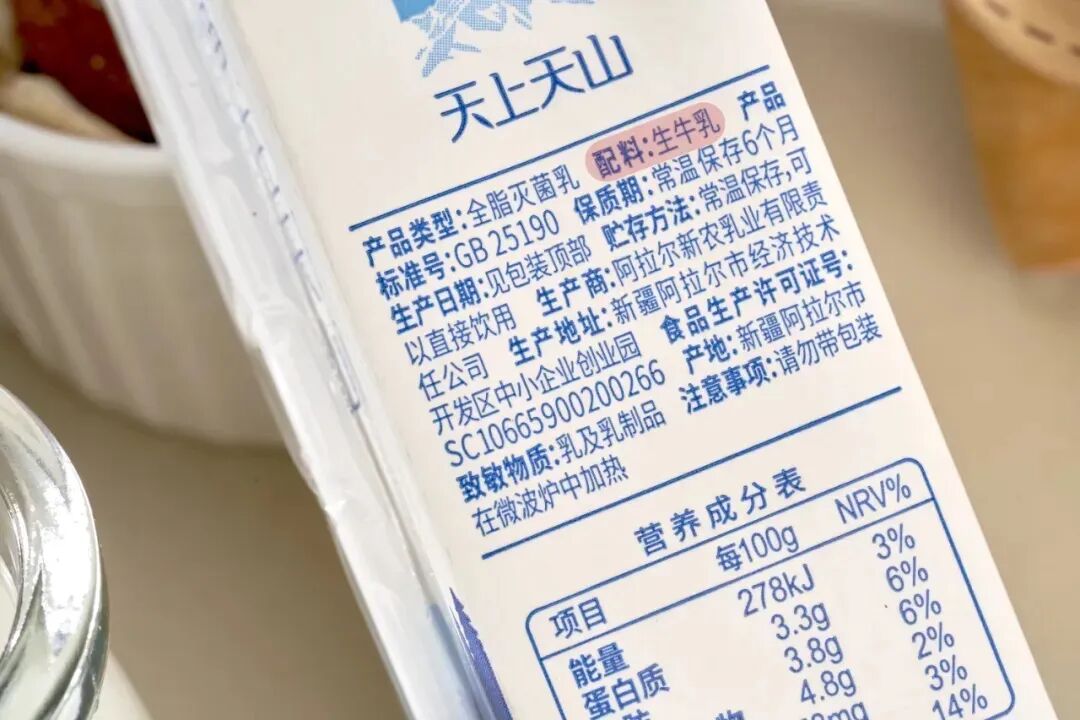 天上天山
配料:生牛乳 产品
产品类型:全脂灭菌乳 保质期:常温保存6个月
标准号:GB 25190 贮存方法:常温保存,可
生产日期:见包装顶部 生产商:阿拉尔新农乳业有限责
以直接饮用 生产地址:新疆阿拉尔市经济技术
任公司 食品生产许可证号:
开发区中小企业创业园 产地:新疆阿拉尔市
SC10665900200266 注意事项:请勿带包装
致敏物质:乳及乳制品
在微波炉中加热
营养成分表
项目 每100g NRV%
能量 278kJ 3%
蛋白质 3.3g 6%
3.8g 6%
4.8g 2%
3%
14%